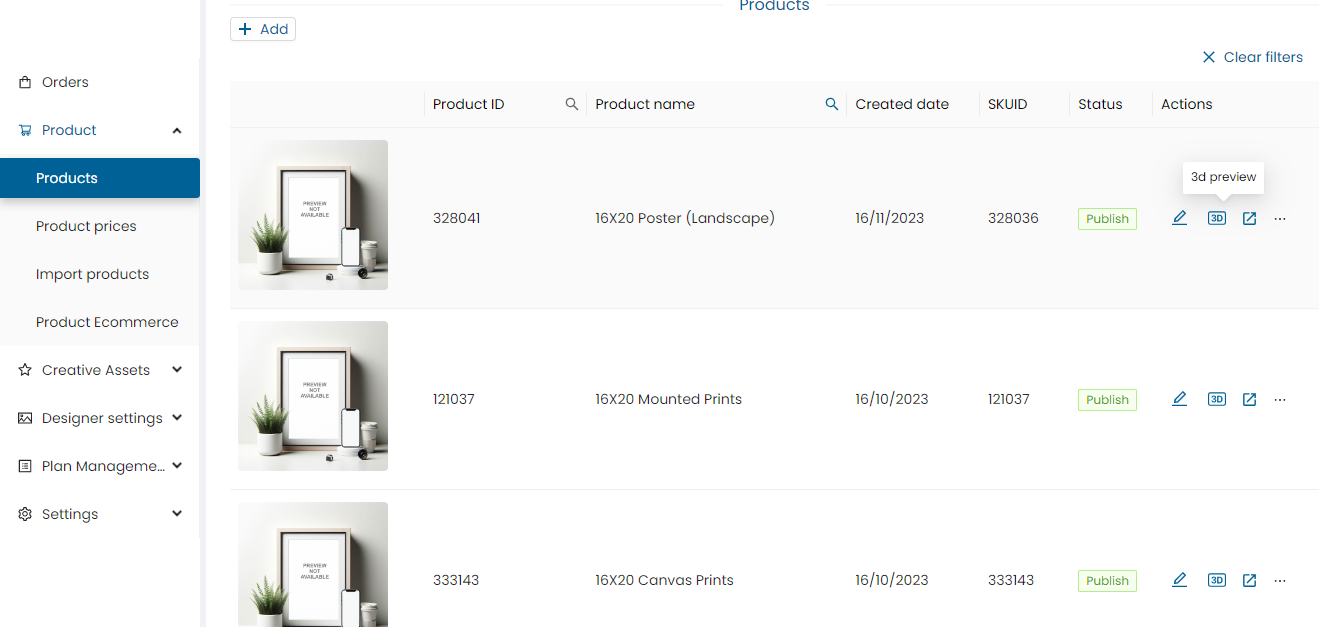 Products
Add
Clear filters
Orders
Product
Products
Product prices
Import products
Product Ecommerce
Creative Assets
Designer settings
Plan Manageme...
Settings
Product ID Product name Created date SKUID Status Actions
3d preview
PREVIEW
NOT
AVAILABLE
328041 16X20 Poster (Landscape) 16/11/2023 328036 Publish 3D ...
PREVIEW
NOT
AVAILABLE
121037 16X20 Mounted Prints 16/10/2023 121037 Publish 3D ...
PREVIEW
NOT
AVAILABLE
333143 16X20 Canvas Prints 16/10/2023 333143 Publish 3D ...